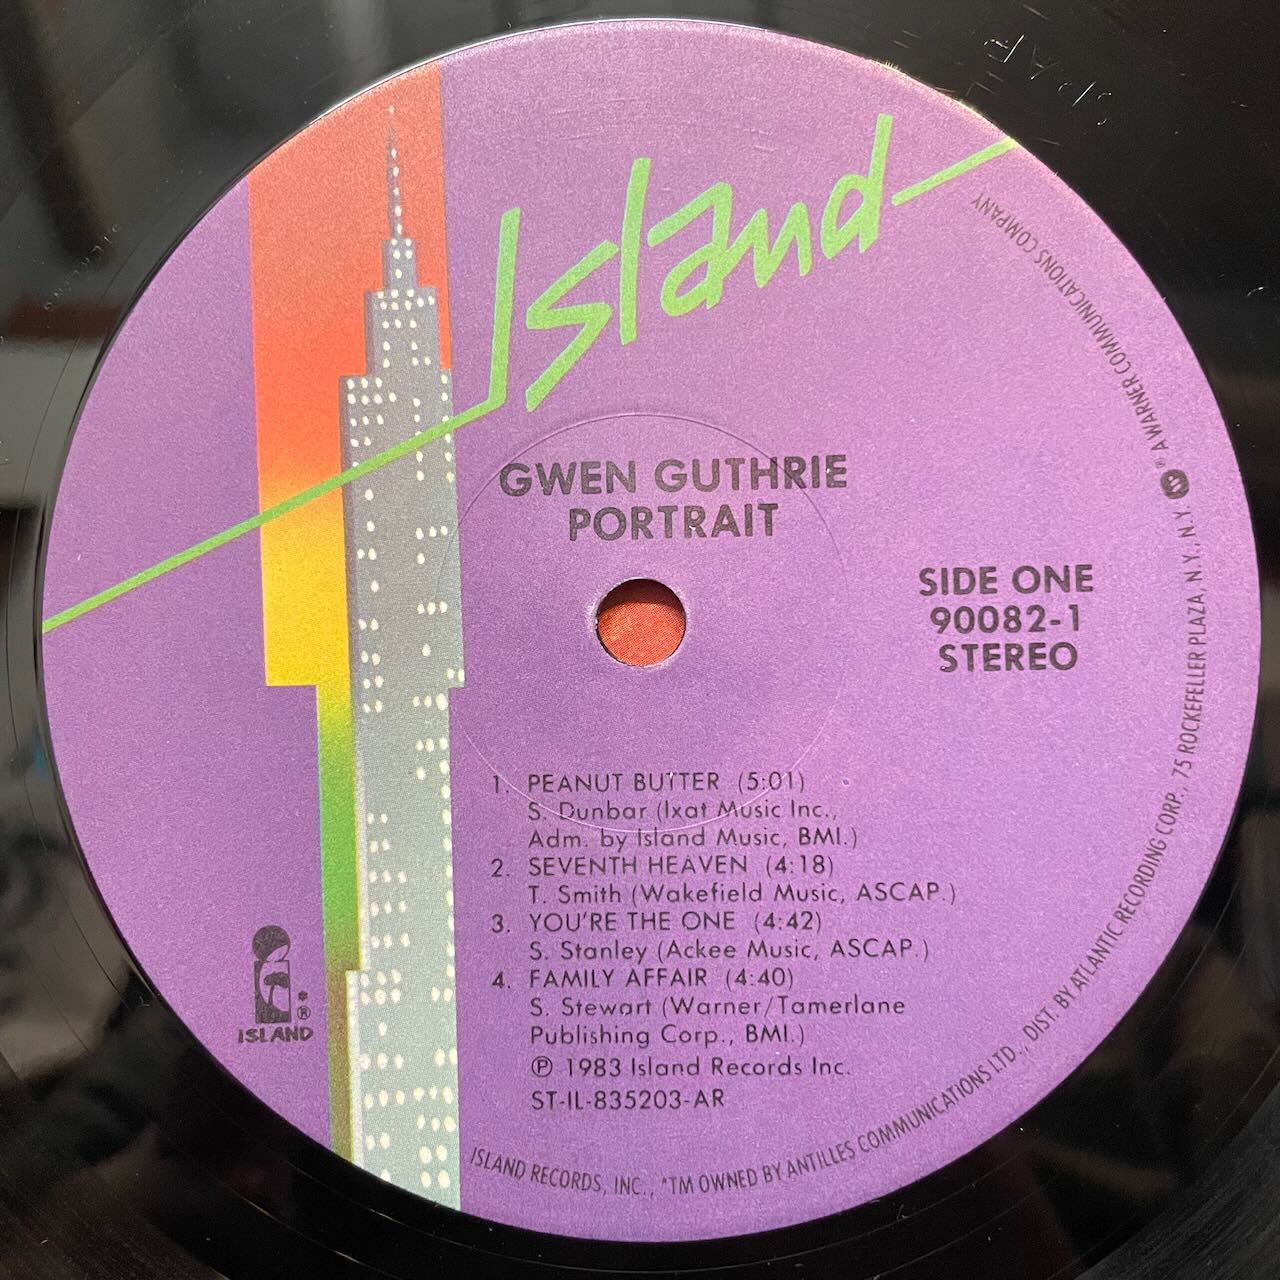 Island
GWEN GUTHRIE
PORTRAIT
SIDE ONE
90082-1
STEREO
1. PEANUT BUTTER (5:01)
S. Dunbar (Ixat Music Inc.,
Adm. by Island Music, BMI.)
2. SEVENTH HEAVEN (4:18)
T. Smith (Wakefield Music, ASCAP.)
3. YOU'RE THE ONE (4:42)
S. Stanley (Ackee Music, ASCAP.)
4. FAMILY AFFAIR (4:40)
S. Stewart (Warner/Tamerlane
Publishing Corp., BMI.)
℗ 1983 Island Records Inc.
ST-IL-835203-AR
*®
ISLAND
ISLAND RECORDS, INC., *TM OWNED BY ANTILLES COMMUNICATIONS LTD., DIST. BY ATLANTIC RECORDING CORP., 75 ROCKEFELLER PLAZA, N.Y., N.Y. ® A WARNER COMMUNICATIONS COMPANY